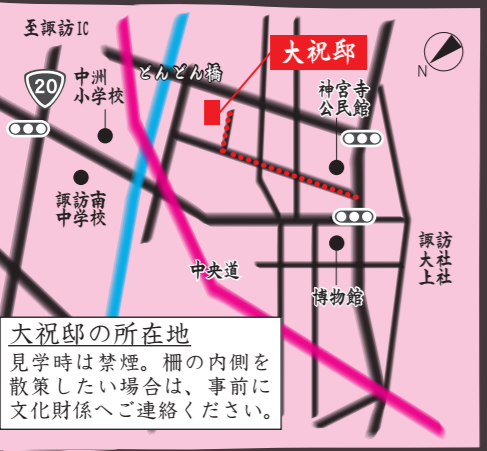 至諏訪IC
大祝邸
N
20
中洲
小学校
どんどん橋
神宮寺
公民館
諏訪南
中学校
諏訪社
大社
上
中央道
博物館
大祝邸の所在地
見学時は禁煙。柵の内側を
散策したい場合は、事前に
文化財係へご連絡ください。